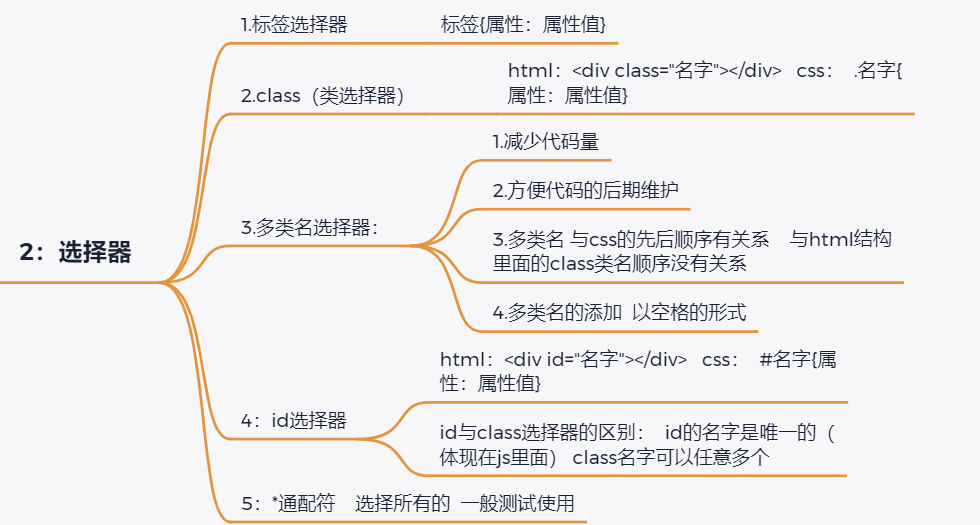 2：选择器
1.标签选择器
标签{属性：属性值}
2.class（类选择器）
html：<div class="名字"></div>   css：   .名字{
属性：属性值}
3.多类名选择器：
1.减少代码量
2.方便代码的后期维护
3.多类名 与css的先后顺序有关系    与html结构
里面的class类名顺序没有关系
4.多类名的添加  以空格的形式
4：id选择器
html：<div id="名字"></div>   css：   #名字{属
性：属性值}
id与class选择器的区别：   id的名字是唯一的（
体现在js里面） class名字可以任意多个
5：*通配符    选择所有的  一般测试使用